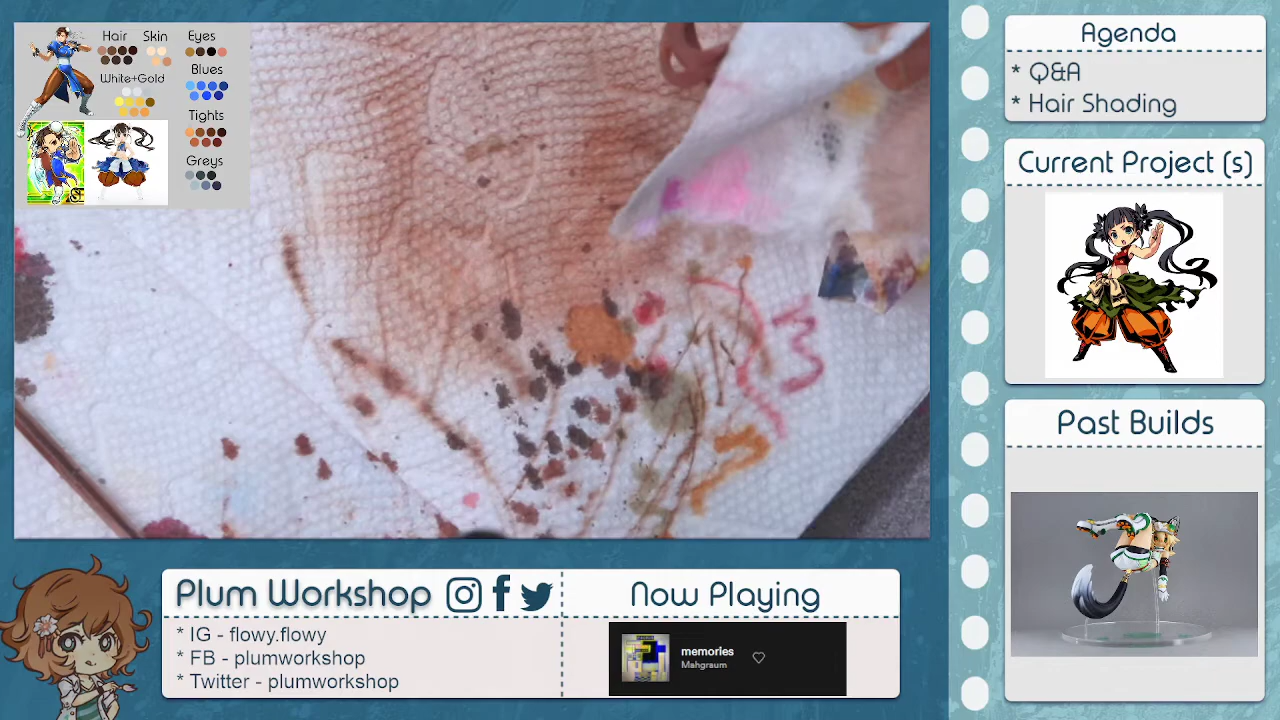 Hair Skin Eyes
White+Gold
Blues
Tights
Greys
Agenda
* Q&A
* Hair Shading
Current Project (s)
Past Builds
Plum Workshop
* IG - flowy.flowy
* FB - plumworkshop
* Twitter - plumworkshop
Now Playing
memories
Mahgraum